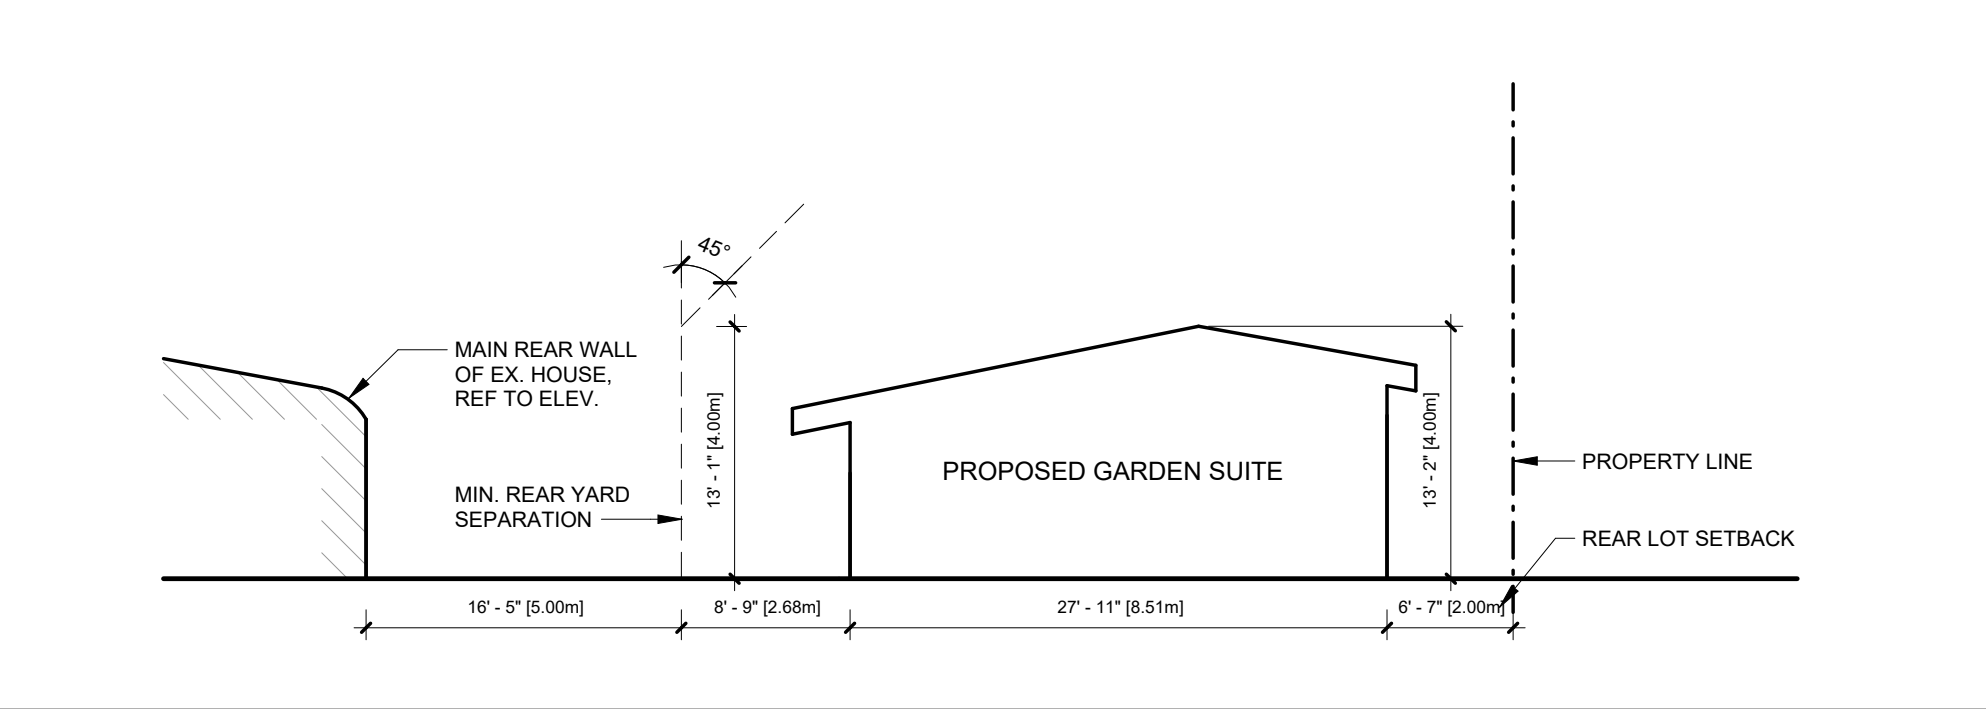 45°
MAIN REAR WALL
OF EX. HOUSE,
REF TO ELEV.
13' - 1" [4.00m]
13' - 2" [4.00m]
PROPOSED GARDEN SUITE
PROPERTY LINE
MIN. REAR YARD
SEPARATION
REAR LOT SETBACK
16' - 5" [5.00m]
8' - 9" [2.68m]
27' - 11" [8.51m]
6' - 7" [2.00m]